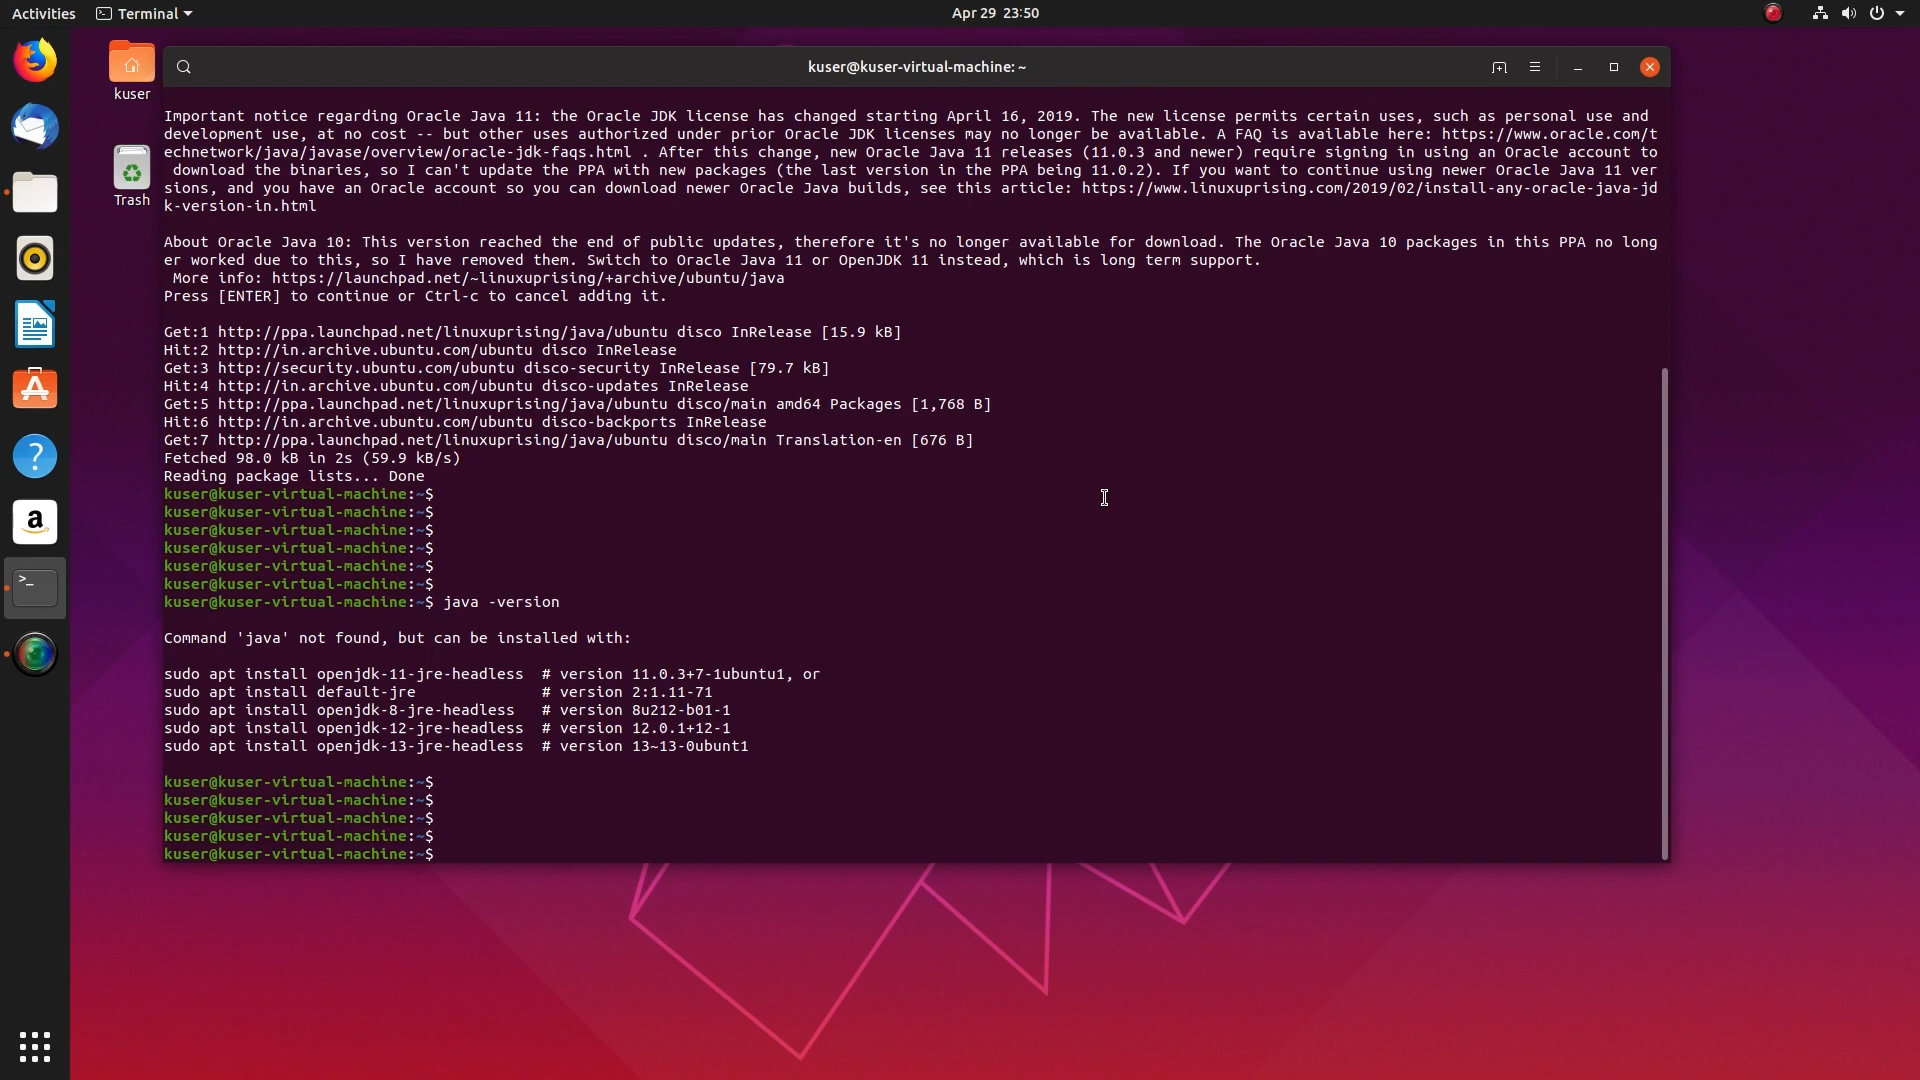 Activities
Terminal
Apr 29 23:50
kuser
Trash
kuser@kuser-virtual-machine: ~
Important notice regarding Oracle Java 11: the Oracle JDK license has changed starting April 16, 2019. The new license permits certain uses, such as personal use and
development use, at no cost -- but other uses authorized under prior Oracle JDK licenses may no longer be available. A FAQ is available here: https://www.oracle.com/t
echnetwork/java/javase/overview/oracle-jdk-faqs.html . After this change, new Oracle Java 11 releases (11.0.3 and newer) require signing in using an Oracle account to
 download the binaries, so I can't update the PPA with new packages (the last version in the PPA being 11.0.2). If you want to continue using newer Oracle Java 11 ver
sions, and you have an Oracle account so you can download newer Oracle Java builds, see this article: https://www.linuxuprising.com/2019/02/install-any-oracle-java-jd
k-version-in.html
About Oracle Java 10: This version reached the end of public updates, therefore it's no longer available for download. The Oracle Java 10 packages in this PPA no long
er worked due to this, so I have removed them. Switch to Oracle Java 11 or OpenJDK 11 instead, which is long term support.
 More info: https://launchpad.net/~linuxuprising/+archive/ubuntu/java
Press [ENTER] to continue or Ctrl-c to cancel adding it.
Get:1 http://ppa.launchpad.net/linuxuprising/java/ubuntu disco InRelease [15.9 kB]
Hit:2 http://in.archive.ubuntu.com/ubuntu disco InRelease
Get:3 http://security.ubuntu.com/ubuntu disco-security InRelease [79.7 kB]
Hit:4 http://in.archive.ubuntu.com/ubuntu disco-updates InRelease
Get:5 http://ppa.launchpad.net/linuxuprising/java/ubuntu disco/main amd64 Packages [1,768 B]
Hit:6 http://in.archive.ubuntu.com/ubuntu disco-backports InRelease
Get:7 http://ppa.launchpad.net/linuxuprising/java/ubuntu disco/main Translation-en [676 B]
Fetched 98.0 kB in 2s (59.9 kB/s)
Reading package lists... Done
kuser@kuser-virtual-machine:~$
kuser@kuser-virtual-machine:~$
kuser@kuser-virtual-machine:~$
kuser@kuser-virtual-machine:~$
kuser@kuser-virtual-machine:~$
kuser@kuser-virtual-machine:~$
kuser@kuser-virtual-machine:~$ java -version
Command 'java' not found, but can be installed with:
sudo apt install openjdk-11-jre-headless  # version 11.0.3+7-1ubuntu1, or
sudo apt install default-jre              # version 2:1.11-71
sudo apt install openjdk-8-jre-headless   # version 8u212-b01-1
sudo apt install openjdk-12-jre-headless  # version 12.0.1+12-1
sudo apt install openjdk-13-jre-headless  # version 13~13-0ubunt1
kuser@kuser-virtual-machine:~$
kuser@kuser-virtual-machine:~$
kuser@kuser-virtual-machine:~$
kuser@kuser-virtual-machine:~$
kuser@kuser-virtual-machine:~$